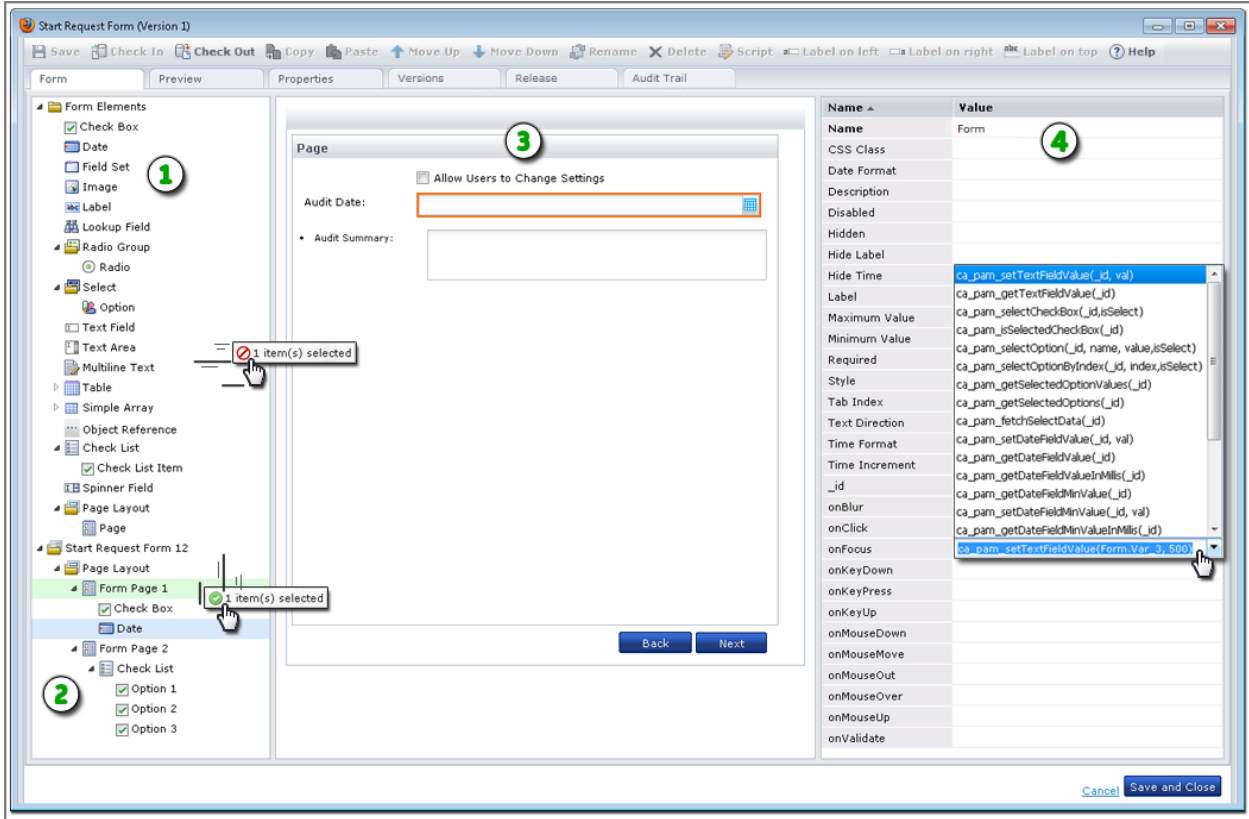 Start Request Form (Version 1)
Save Check In Check Out Copy Paste Move Up Move Down Rename Delete Script Label on left Label on right abc Label on top ? Help
Form Preview Properties Versions Release Audit Trail
Form Elements
Check Box
Date
Field Set
Image
abc Label
Lookup Field
Radio Group
Radio
Select
Option
Text Field
Text Area
Multiline Text
Table
Simple Array
Object Reference
Check List
Check List Item
Spinner Field
Page Layout
Page
Start Request Form 12
Page Layout
Form Page 1
Check Box
Date
Form Page 2
Check List
Option 1
Option 2
Option 3
1
2
1 item(s) selected
1 item(s) selected
3
Page
Allow Users to Change Settings
Audit Date:
• Audit Summary:
Back Next
4
Name Value
Name Form
CSS Class
Date Format
Description
Disabled
Hidden
Hide Label
Hide Time
Label
Maximum Value
Minimum Value
Required
Style
Tab Index
Text Direction
Time Format
Time Increment
_id
onBlur
onClick
onFocus
onKeyDown
onKeyPress
onKeyUp
onMouseDown
onMouseMove
onMouseOut
onMouseOver
onMouseUp
onValidate
ca_pam_setTextFieldValue(_id, val)
ca_pam_getTextFieldValue(_id)
ca_pam_selectCheckBox(_id,isSelect)
ca_pam_isSelectedCheckBox(_id)
ca_pam_selectOption(_id, name, value,isSelect)
ca_pam_selectOptionByIndex(_id, index,isSelect)
ca_pam_getSelectedOptionValues(_id)
ca_pam_getSelectedOptions(_id)
ca_pam_fetchSelectData(_id)
ca_pam_setDateFieldValue(_id, val)
ca_pam_getDateFieldValue(_id)
ca_pam_getDateFieldValueInMillis(_id)
ca_pam_getDateFieldMinValue(_id)
ca_pam_setDateFieldMinValue(_id, val)
ca_pam_getDateFieldMinValueInMillis(_id)
ca_pam_setTextFieldValue(Form.Var_3, 500)
Cancel Save and Close